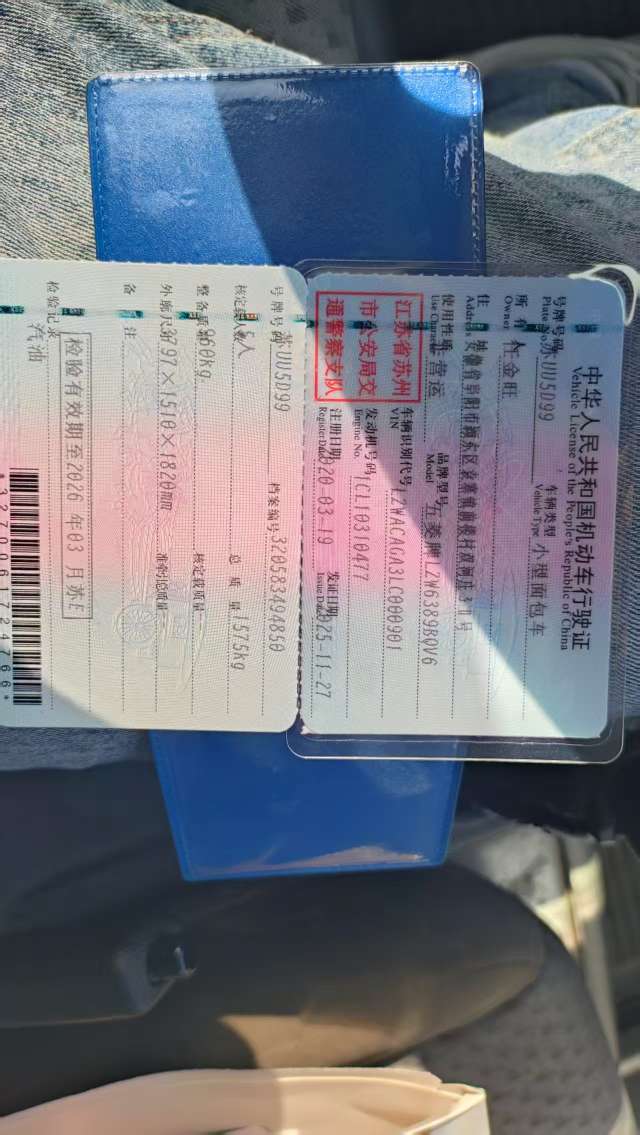 中华人民共和国机动车行驶证
Vehicle License of the People's Republic of China
号牌号码 苏UU5D99 车辆类型 小型面包车
Plate No. Vehicle Type
所有人 金旺
Owner
住址
Address
使用性质 非营运 品牌型号 五菱牌LZW6389BQV6
Use Character Model
江苏省苏州
市公安局交
通警察支队
车辆识别代号 LZWACAGA3LC000901
VIN
发动机号码 1CL10310477
Engine No.
注册日期 2020-03-19 发证日期 2025-11-27
Register Date Issue Date
号牌号码 苏UU5D99 档案编号 320583494850
核定载人数 人 总质量 1575kg
整备质量 960kg 核定载质量
外廓尺寸 3797×1510×1820mm 准牵引总质量
备注
检验有效期至2026年03月苏E
检验记录
汽油
*3270061724766*